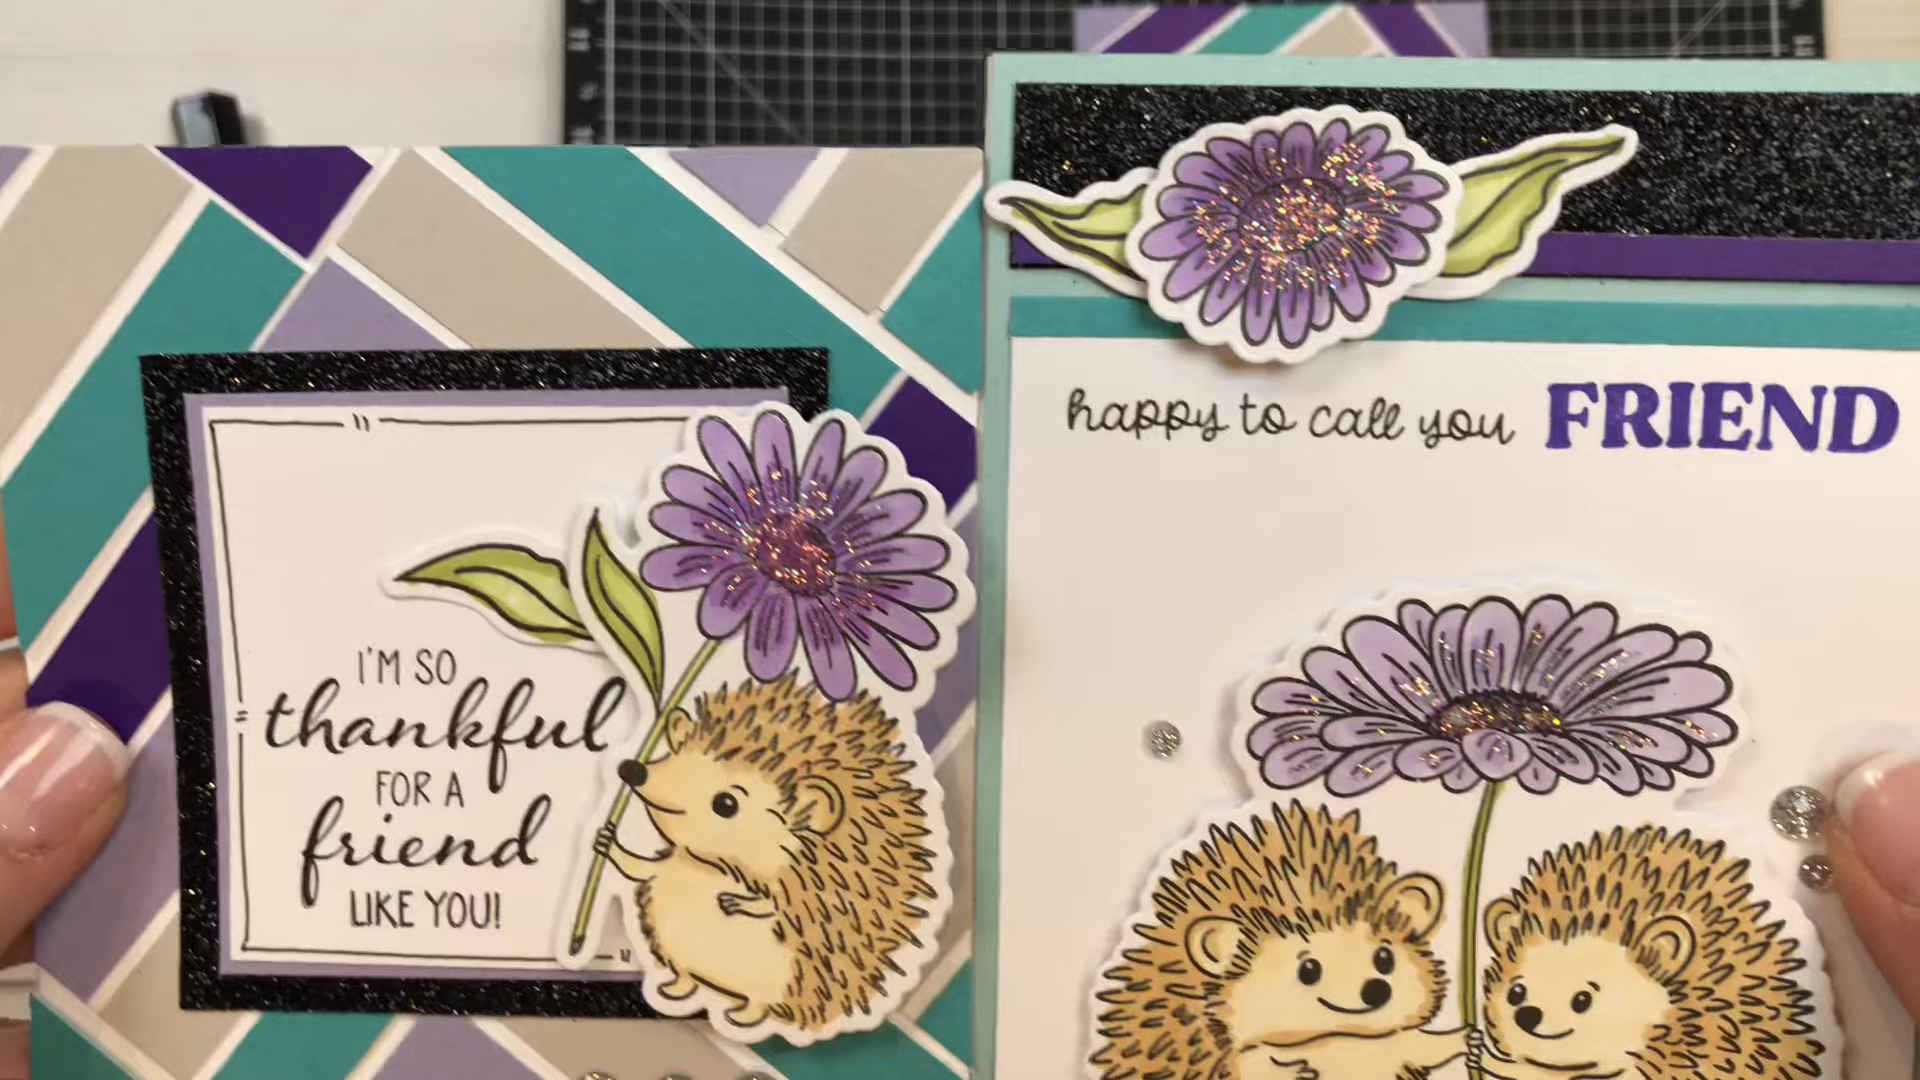 I'M SO
thankful
FOR A
friend
LIKE YOU!
happy to call you FRIEND